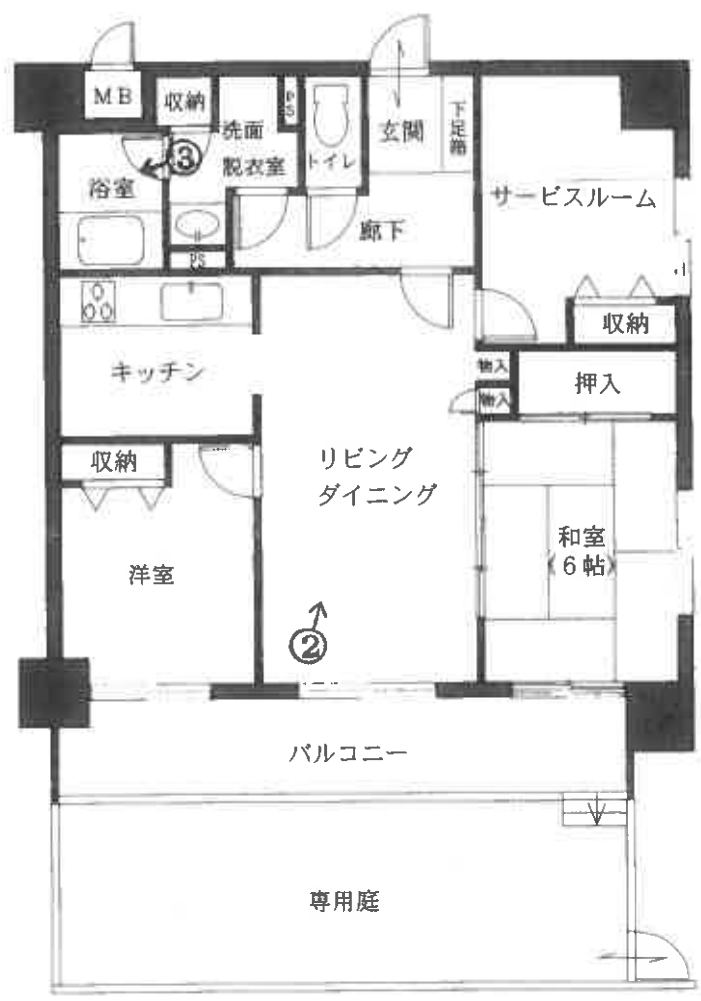 MB
収納
PS
洗面
脱衣室
トイレ
玄関
下足箱
③
浴室
サービスルーム
廊下
PS
収納
キッチン
物入
押入
物入
収納
リビング
ダイニング
和室
(6帖)
洋室
②
バルコニー
専用庭